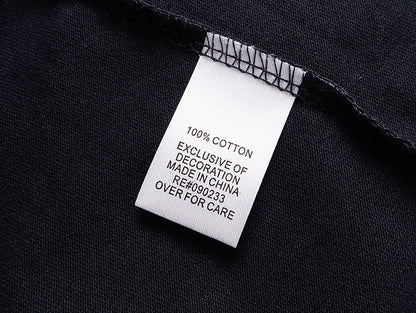 100% COTTON
EXCLUSIVE OF
DECORATION
MADE IN CHINA
RE#090233
OVER FOR CARE